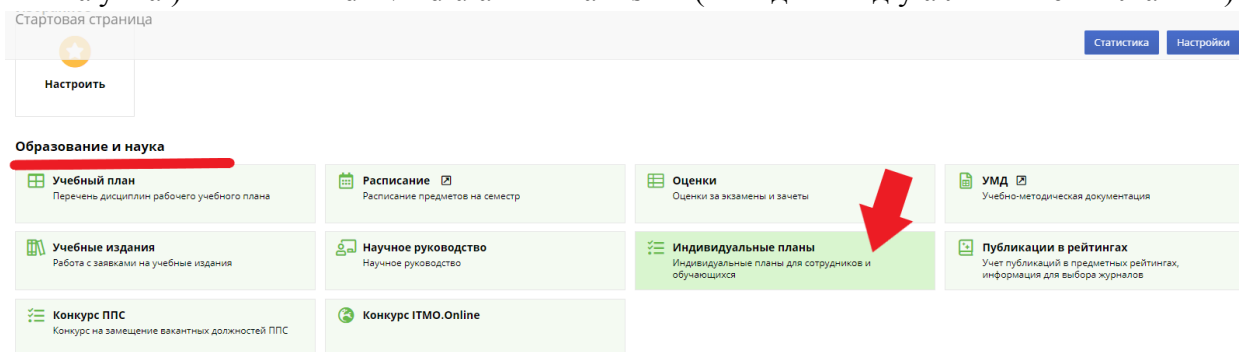 Стартовая страница
Статистика
Настройки
Настроить
Образование и наука
Учебный план
Перечень дисциплин рабочего учебного плана
Расписание
Расписание предметов на семестр
Оценки
Оценки за экзамены и зачеты
УМД
Учебно-методическая документация
Учебные издания
Работа с заявками на учебные издания
Научное руководство
Научное руководство
Индивидуальные планы
Индивидуальные планы для сотрудников и
обучающихся
Публикации в рейтингах
Учет публикаций в предметных рейтингах,
информация для выбора журналов
Конкурс ППС
Конкурс на замещение вакантных должностей ППС
Конкурс ITMO.Online